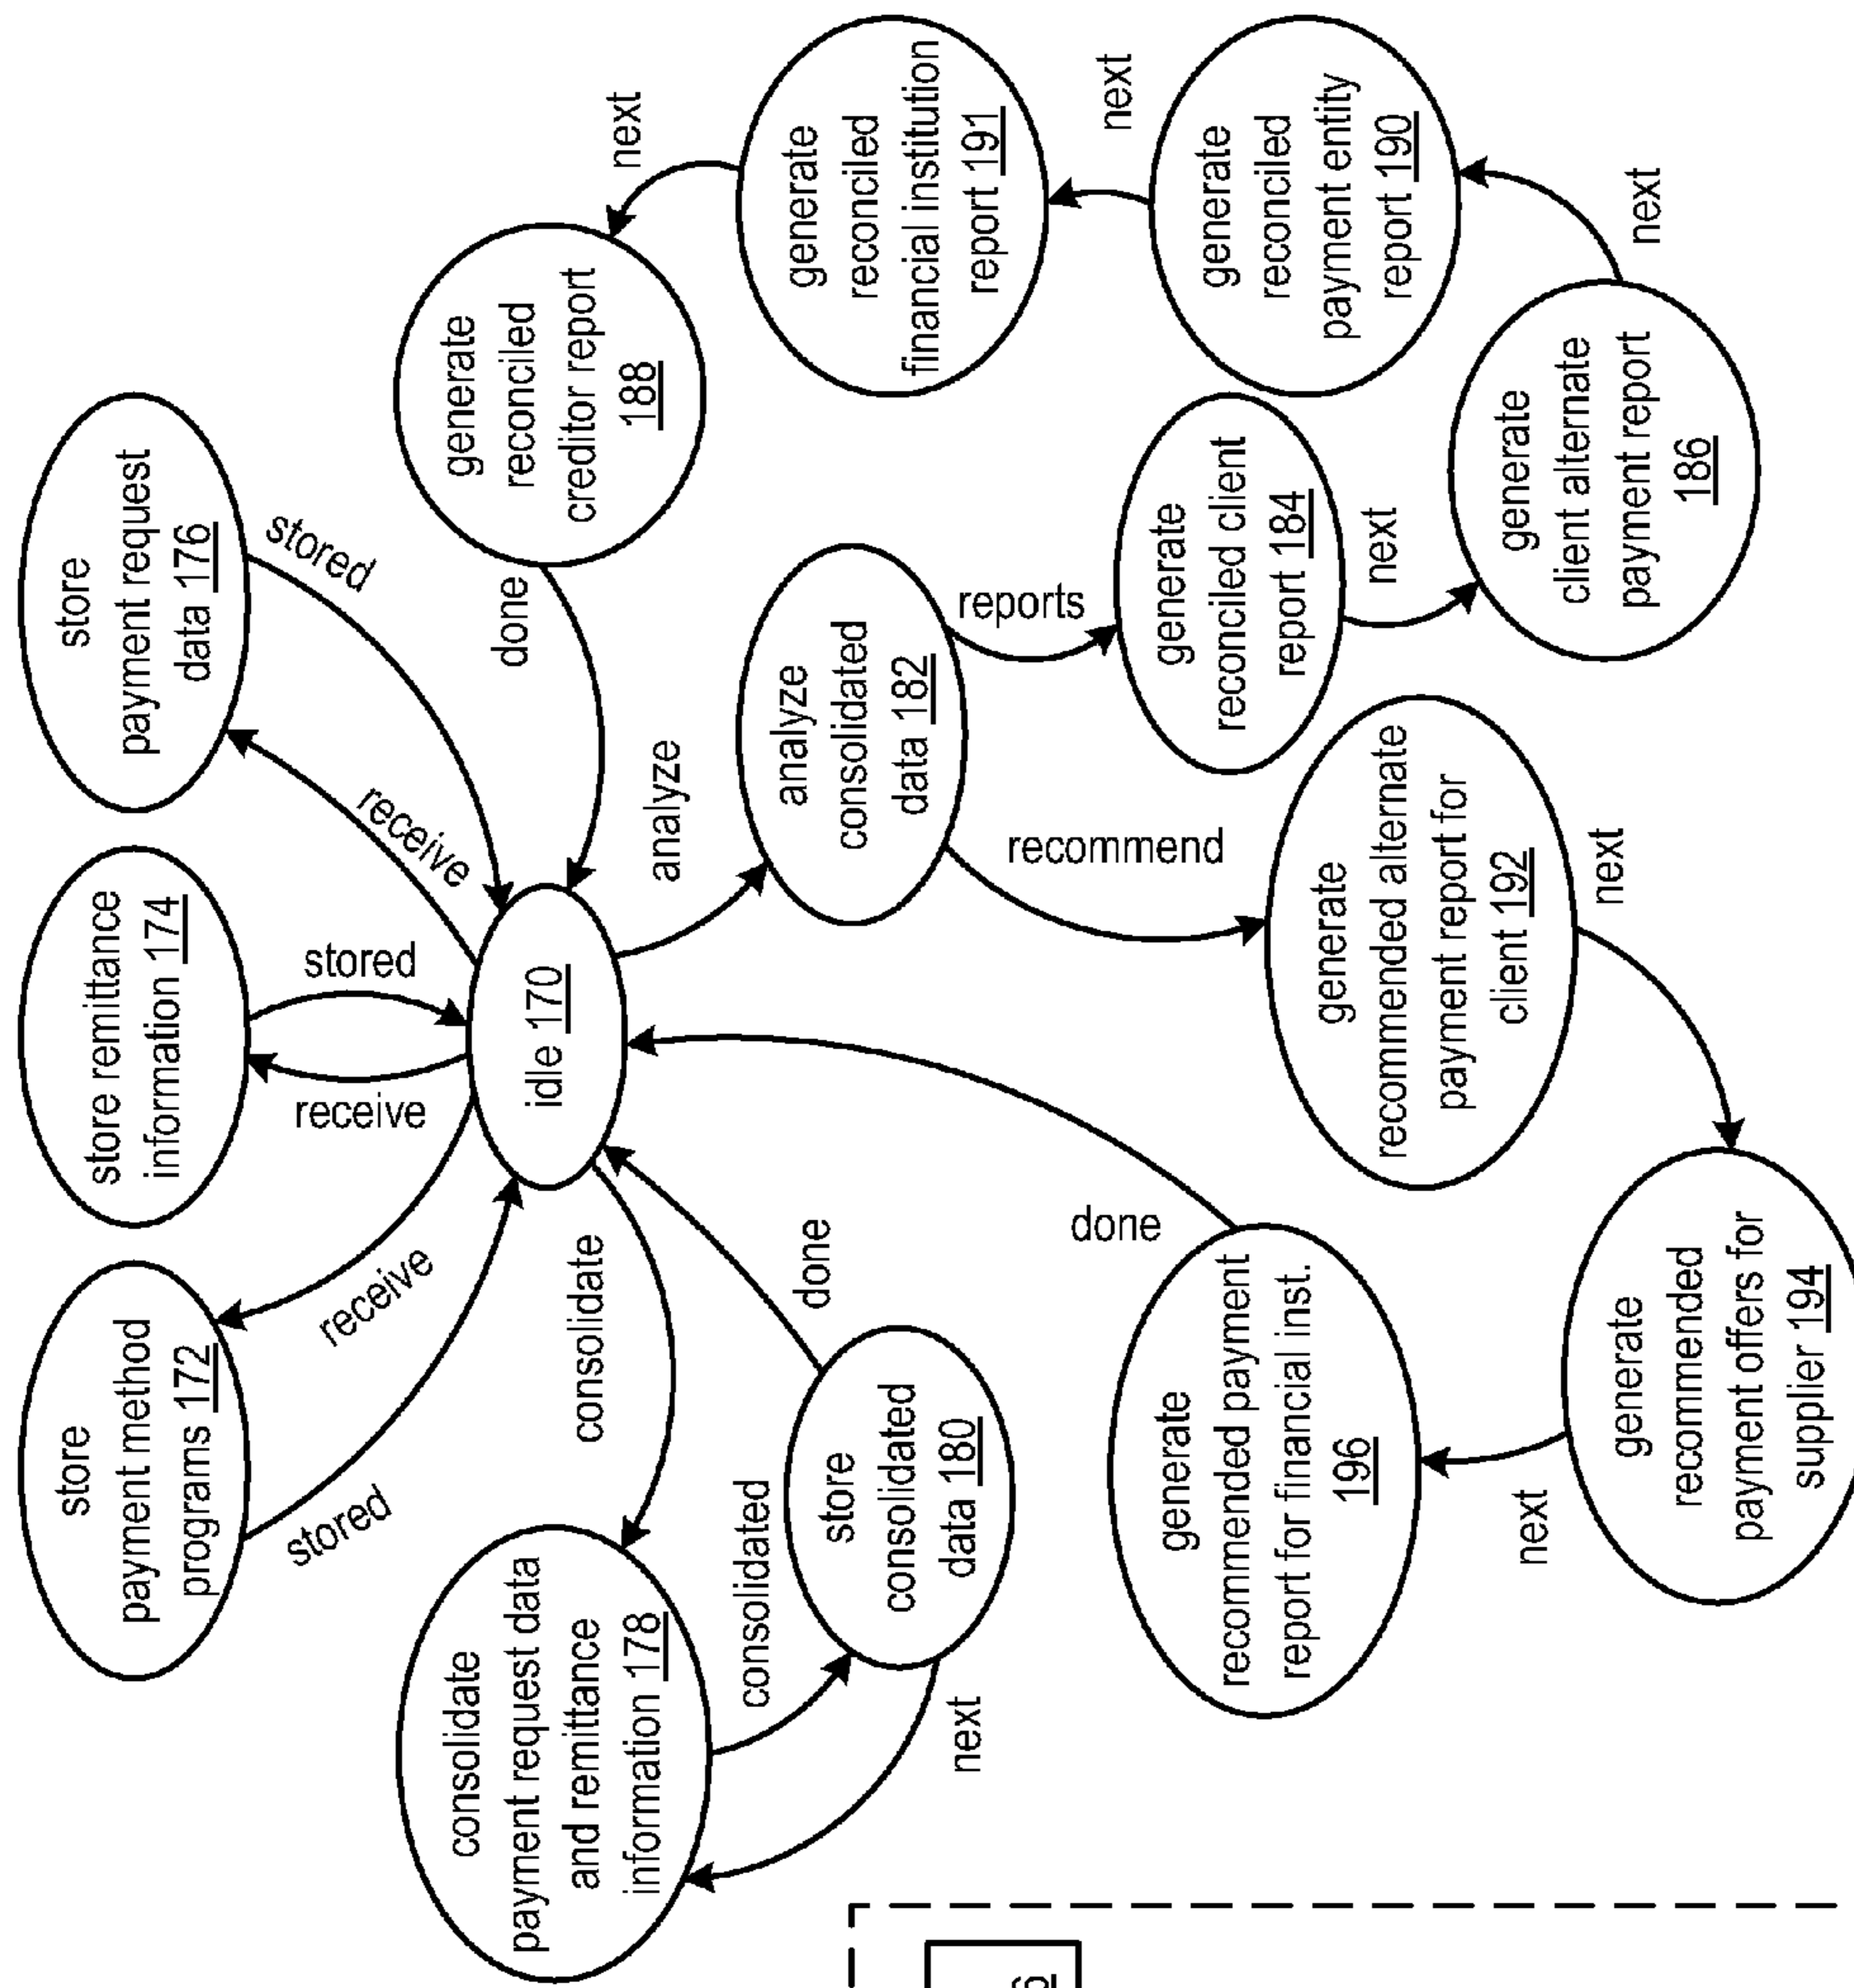 store
payment method
programs 172
store remittance
information 174
store
payment request
data 176
receive
stored
receive
stored
receive
stored
idle 170
consolidate
payment request data
and remittance
information 178
consolidate
consolidated
next
done
store
consolidated
data 180
analyze
done
analyze
consolidated
data 182
generate
reconciled
creditor report
188
next
generate
reconciled
financial institution
report 191
next
reports
recommend
generate
reconciled client
report 184
next
generate
reconciled
payment entity
report 190
next
generate
client alternate
payment report
186
generate
recommended alternate
payment report for
client 192
next
done
generate
recommended payment
report for financial inst.
196
next
generate
recommended
payment offers for
supplier 194